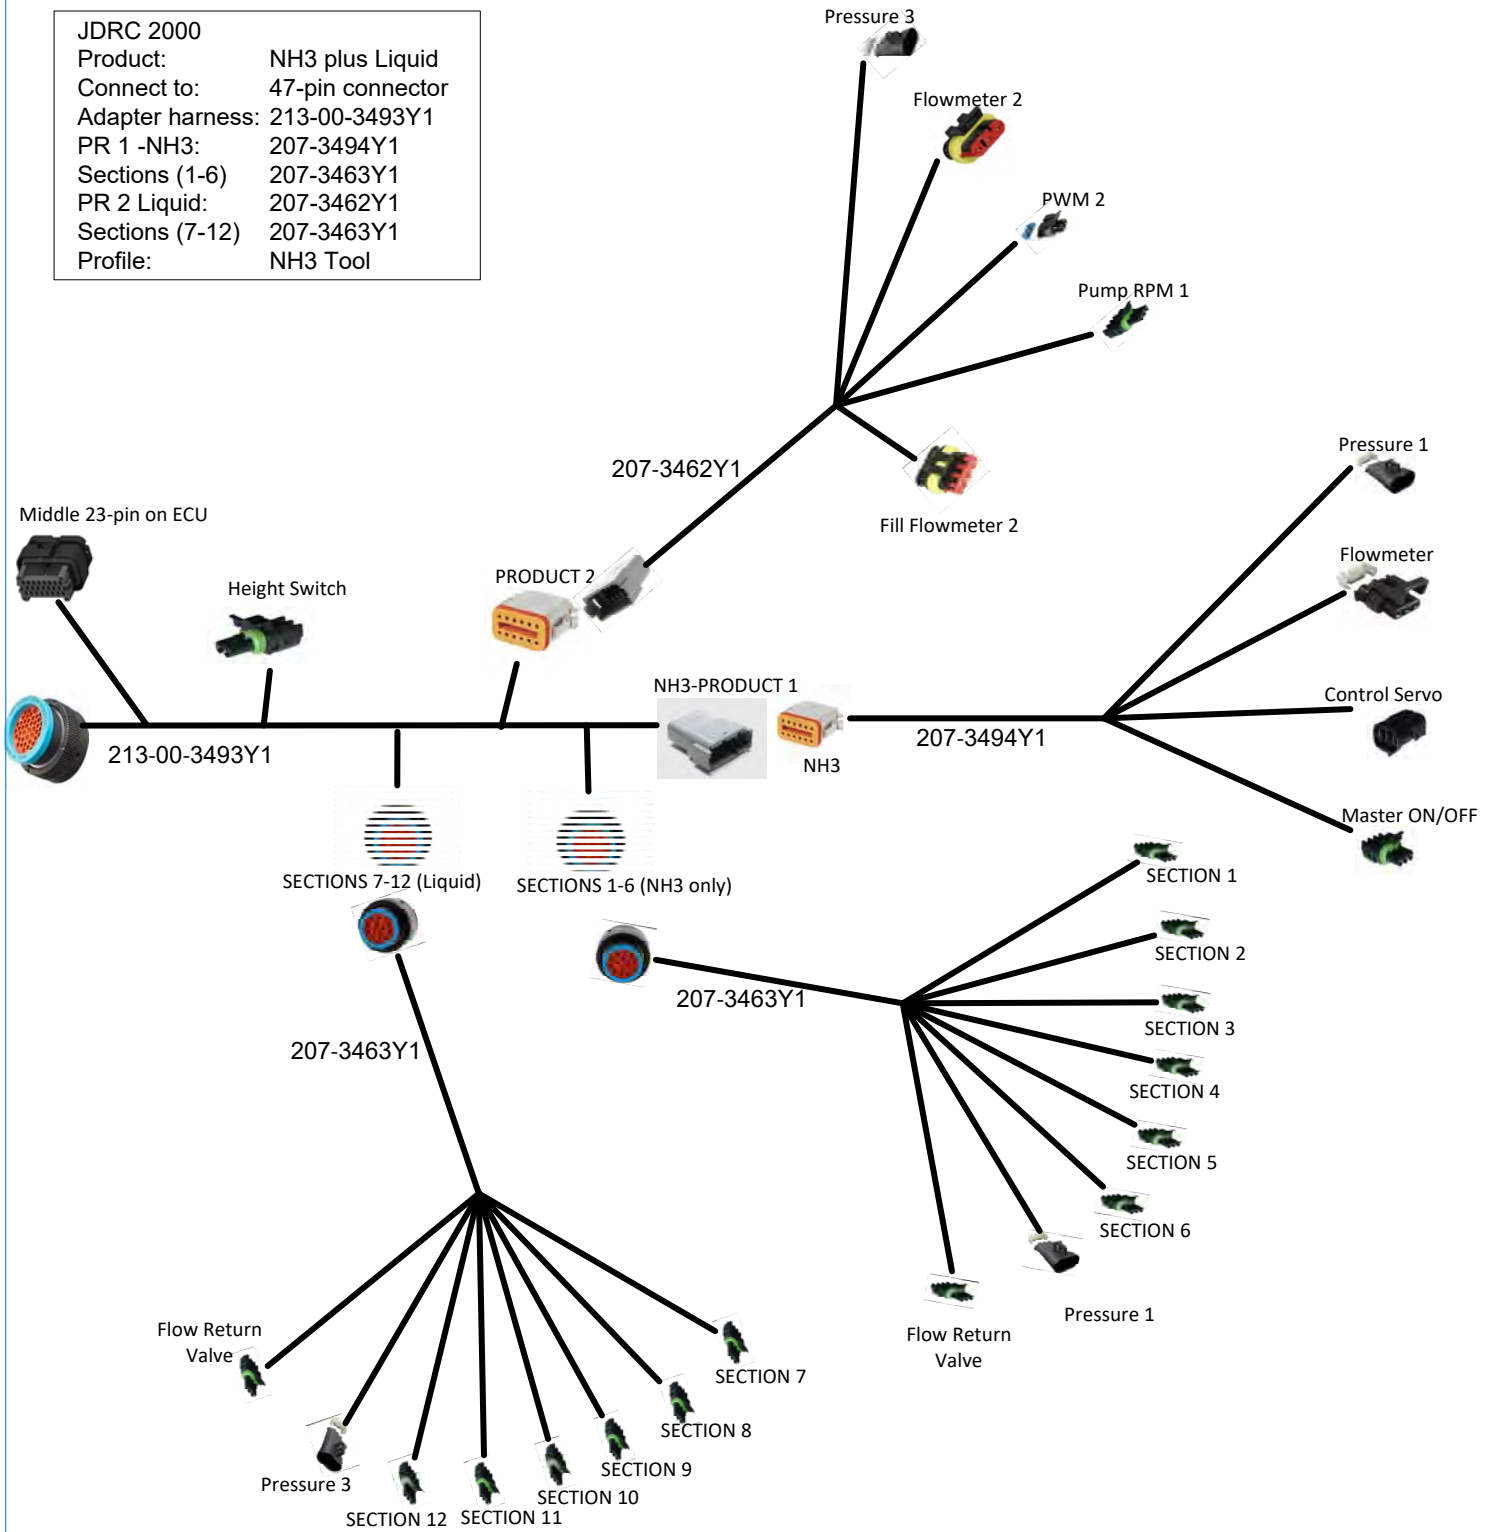 JDRC 2000
Product: NH3 plus Liquid
Connect to: 47-pin connector
Adapter harness: 213-00-3493Y1
PR 1 -NH3: 207-3494Y1
Sections (1-6) 207-3463Y1
PR 2 Liquid: 207-3462Y1
Sections (7-12) 207-3463Y1
Profile: NH3 Tool
Pressure 3
Flowmeter 2
PWM 2
Pump RPM 1
207-3462Y1
Fill Flowmeter 2
Pressure 1
Flowmeter
Control Servo
Master ON/OFF
Middle 23-pin on ECU
Height Switch
PRODUCT 2
NH3-PRODUCT 1
NH3
207-3494Y1
213-00-3493Y1
SECTIONS 7-12 (Liquid)
SECTIONS 1-6 (NH3 only)
207-3463Y1
SECTION 1
SECTION 2
SECTION 3
SECTION 4
SECTION 5
SECTION 6
Pressure 1
Flow Return
Valve
207-3463Y1
Flow Return
Valve
Pressure 3
SECTION 12
SECTION 11
SECTION 10
SECTION 9
SECTION 8
SECTION 7